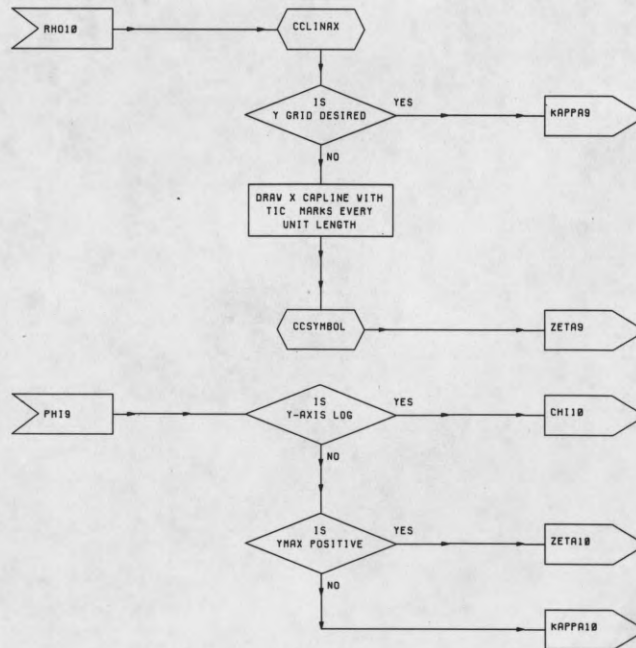 RHO10
CCLINAX
IS
Y GRID DESIRED
YES
KAPPA9
NO
DRAW X CAPLINE WITH
TIC MARKS EVERY
UNIT LENGTH
CCSYMBOL
ZETA9
PHI9
IS
Y-AXIS LOG
YES
CHI10
NO
IS
YMAX POSITIVE
YES
ZETA10
NO
KAPPA10